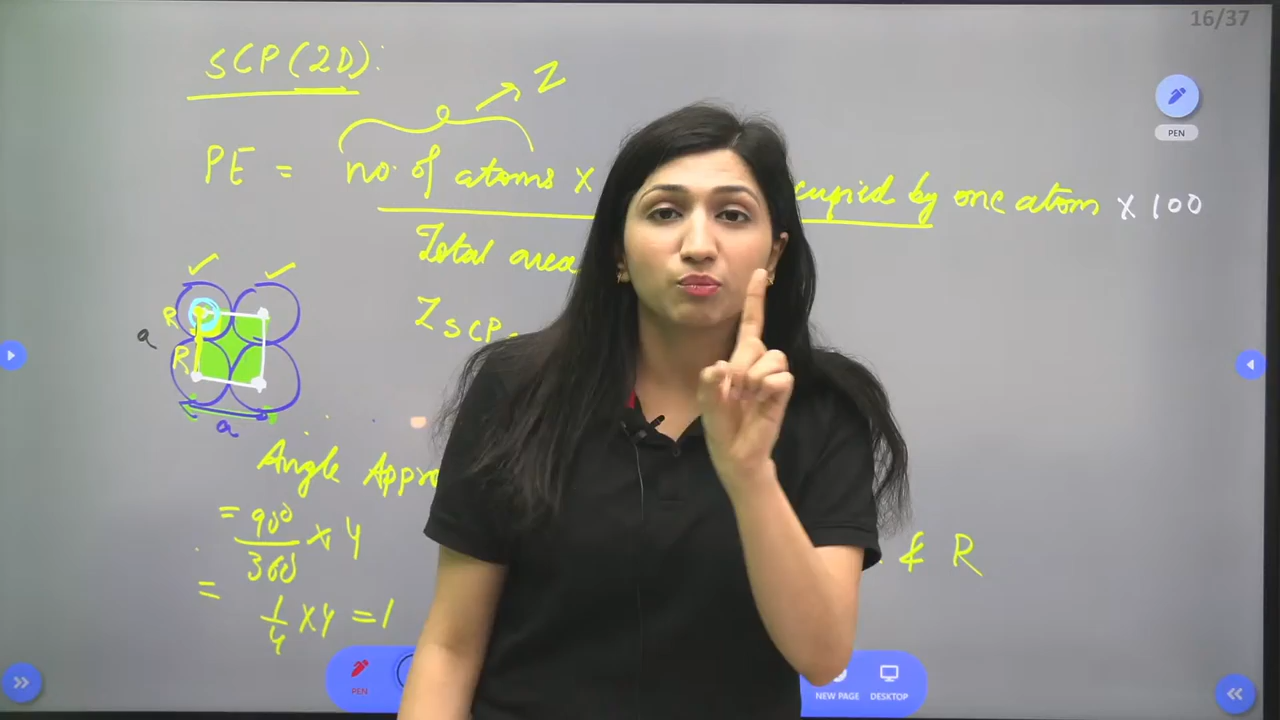 16/37
SCP (2D):
Z
PE = no. of atoms × cupied by one atom × 100
Total area
Z SCP
R
a
R
a
Angle Appro
= 90°/360° × 4
= 1/4 × 4 = 1
& R
PEN
PEN
NEW PAGE
DESKTOP